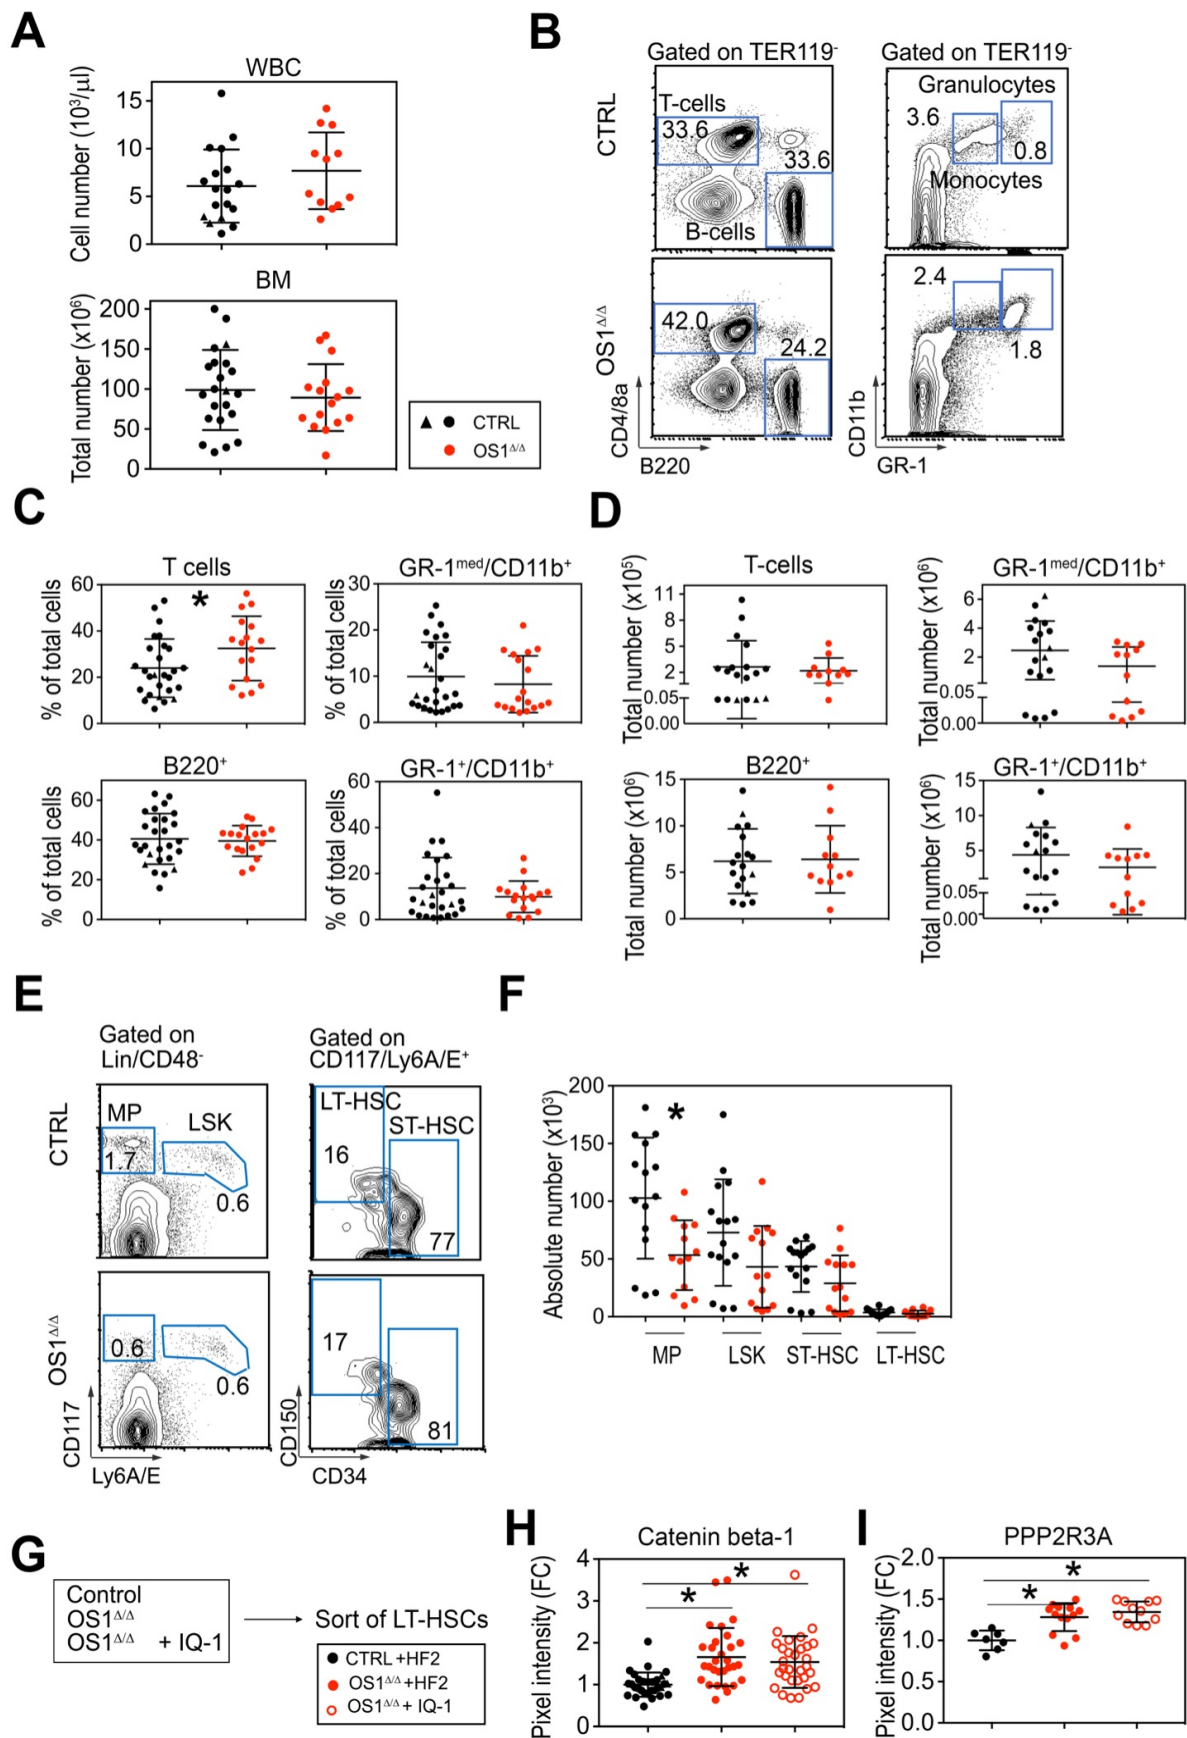 A
WBC
Cell number (10³/µl)
15
10
5
0
BM
Total number (x10⁶)
200
150
100
50
0
▲ ● CTRL
● OS1Δ/Δ
B
Gated on TER119⁻
Gated on TER119⁻
CTRL
T-cells
33.6
33.6
B-cells
Granulocytes
3.6
0.8
Monocytes
OS1Δ/Δ
42.0
24.2
2.4
1.8
CD4/8a
B220
CD11b
GR-1
C
T cells
% of total cells
60
40
20
0
*
GR-1ᵐᵉᵈ/CD11b⁺
% of total cells
30
20
10
0
B220⁺
% of total cells
60
40
20
0
GR-1⁺/CD11b⁺
% of total cells
60
40
20
0
D
T-cells
Total number (x10⁵)
11
8
5
2
0.05
0.00
GR-1ᵐᵉᵈ/CD11b⁺
Total number (x10⁶)
6
4
2
0.05
0.00
B220⁺
Total number (x10⁶)
15
10
5
0
GR-1⁺/CD11b⁺
Total number (x10⁶)
15
10
5
0.05
0.00
E
Gated on
Lin/CD48⁻
Gated on
CD117/Ly6A/E⁺
CTRL
MP
LSK
1.7
0.6
LT-HSC
ST-HSC
16
77
OS1Δ/Δ
0.6
0.6
17
81
CD117
Ly6A/E
CD150
CD34
F
Absolute number (x10³)
200
150
100
50
0
*
MP LSK ST-HSC LT-HSC
G
Control
OS1Δ/Δ
OS1Δ/Δ + IQ-1
Sort of LT-HSCs
● CTRL +HF2
● OS1Δ/Δ +HF2
○ OS1Δ/Δ + IQ-1
H
Catenin beta-1
Pixel intensity (FC)
4
3
2
1
0
*
*
I
PPP2R3A
Pixel intensity (FC)
2.0
1.5
1.0
0.5
0.0
*
*